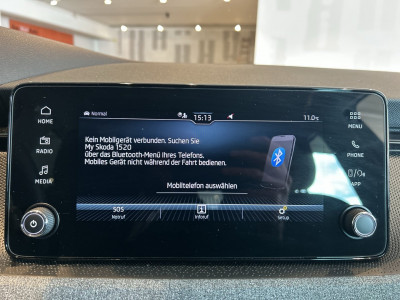 Normal
15:13
11.0°C
HOME
RADIO
MEDIA
Kein Mobilgerät verbunden. Suchen Sie
My Skoda 1520
über das Bluetooth-Menü Ihres Telefons.
Mobiles Gerät nicht während der Fahrt bedienen.
Mobiltelefon auswählen
SOS
Notruf
Inforuf
Setup
MENU
PHONE
APP